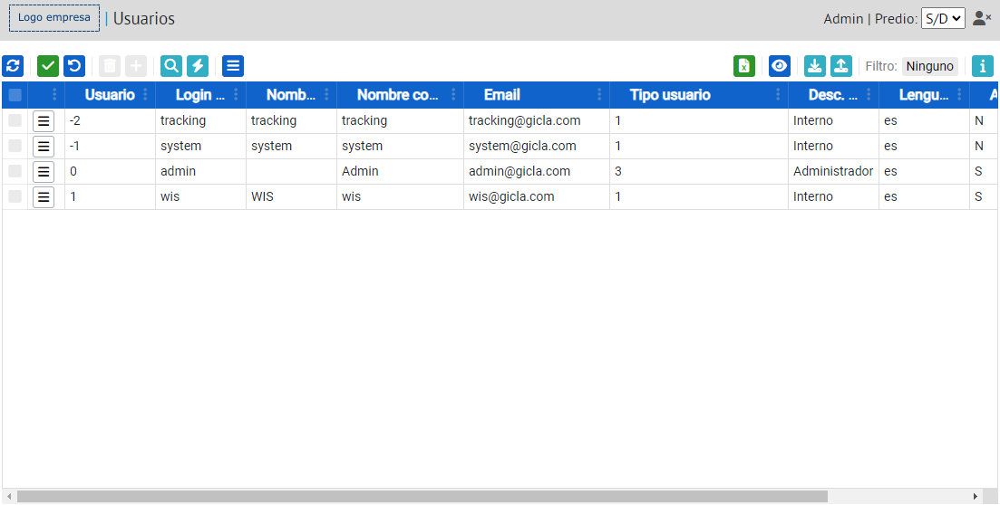 Logo empresa | Usuarios Admin | Predio: S/D
Filtro: Ninguno
Usuario Login ... Nomb... Nombre co... Email Tipo usuario Desc. ... Lengu... A
-2 tracking tracking tracking tracking@gicla.com 1 Interno es N
-1 system system system system@gicla.com 1 Interno es N
0 admin Admin admin@gicla.com 3 Administrador es S
1 wis WIS wis wis@gicla.com 1 Interno es S